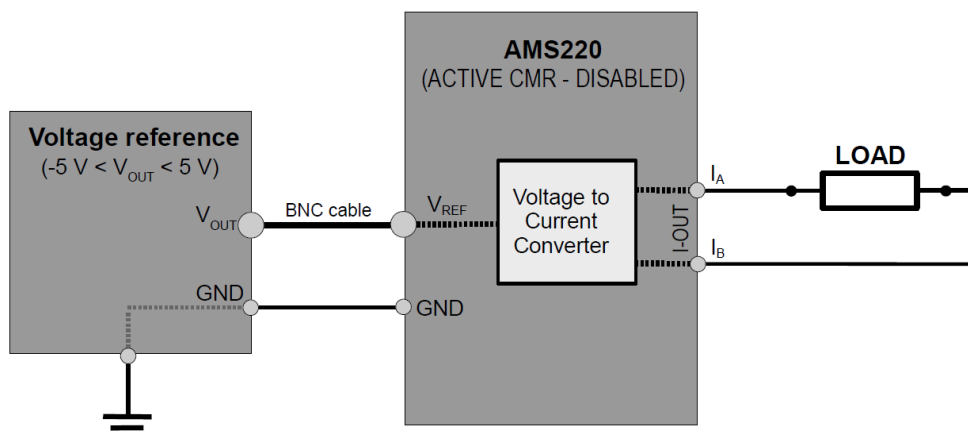 AMS220
(ACTIVE CMR - DISABLED)
Voltage reference
(-5 V < VOUT < 5 V)
VOUT
BNC cable
VREF
Voltage to
Current
Converter
I-OUT
IA
IB
LOAD
GND
GND